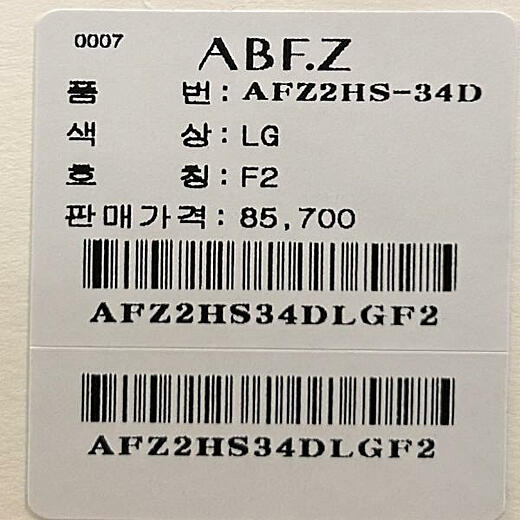 0007 ABF.Z
품 번: AFZ2HS-34D
색 상: LG
호 칭: F2
판매가격: 85,700
AFZ2HS34DLGF2
AFZ2HS34DLGF2